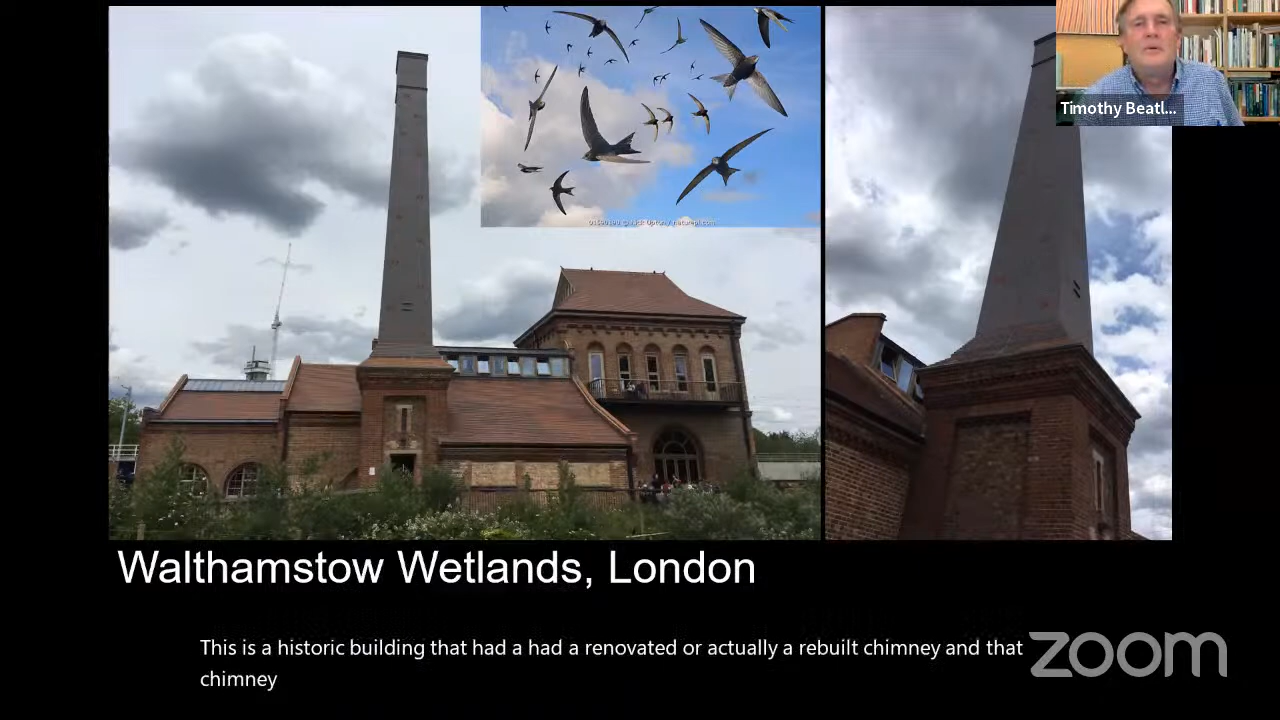 Timothy Beatl...
Walthamstow Wetlands, London
This is a historic building that had a had a renovated or actually a rebuilt chimney and that
chimney
zoom